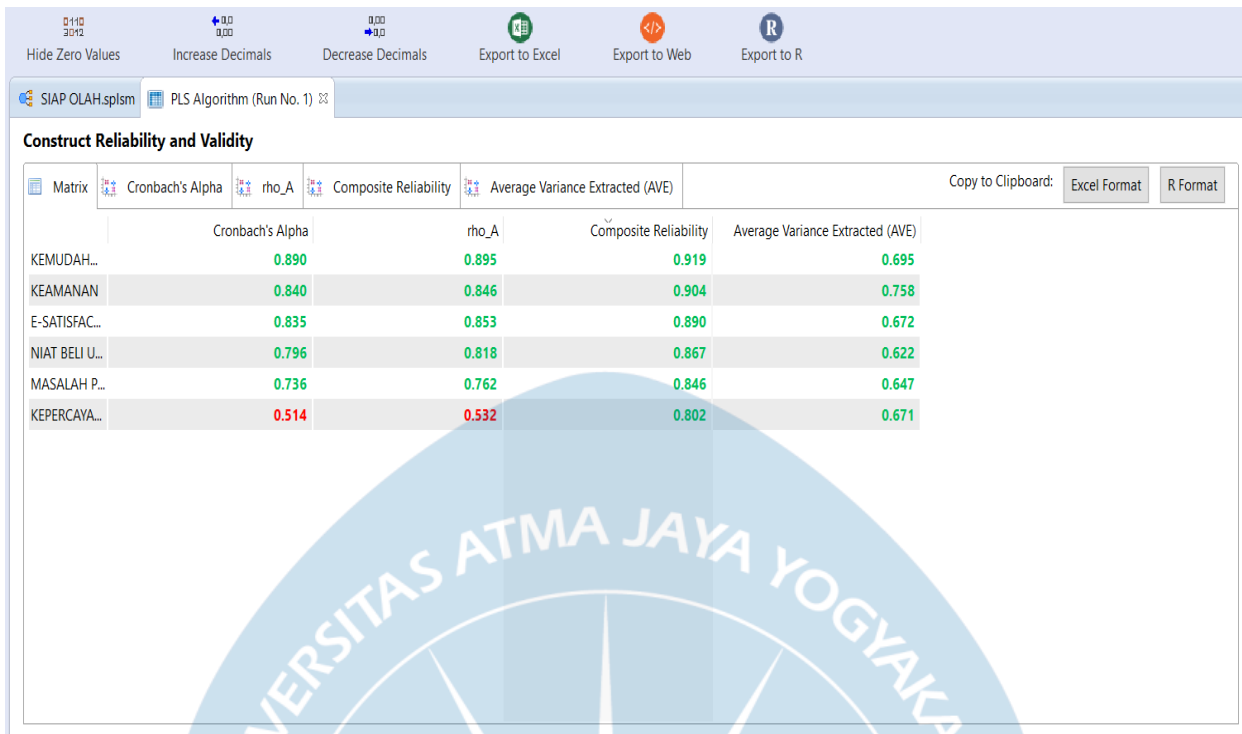 Hide Zero Values Increase Decimals Decrease Decimals Export to Excel Export to Web Export to R
SIAP OLAH.splsm PLS Algorithm (Run No. 1)
Construct Reliability and Validity
Matrix Cronbach's Alpha rho_A Composite Reliability Average Variance Extracted (AVE) Copy to Clipboard: Excel Format R Format
Cronbach's Alpha rho_A Composite Reliability Average Variance Extracted (AVE)
KEMUDAH... 0.890 0.895 0.919 0.695
KEAMANAN 0.840 0.846 0.904 0.758
E-SATISFAC... 0.835 0.853 0.890 0.672
NIAT BELI U... 0.796 0.818 0.867 0.622
MASALAH P... 0.736 0.762 0.846 0.647
KEPERCAYA... 0.514 0.532 0.802 0.671
VERSITAS ATMA JAYA YOGYAKA